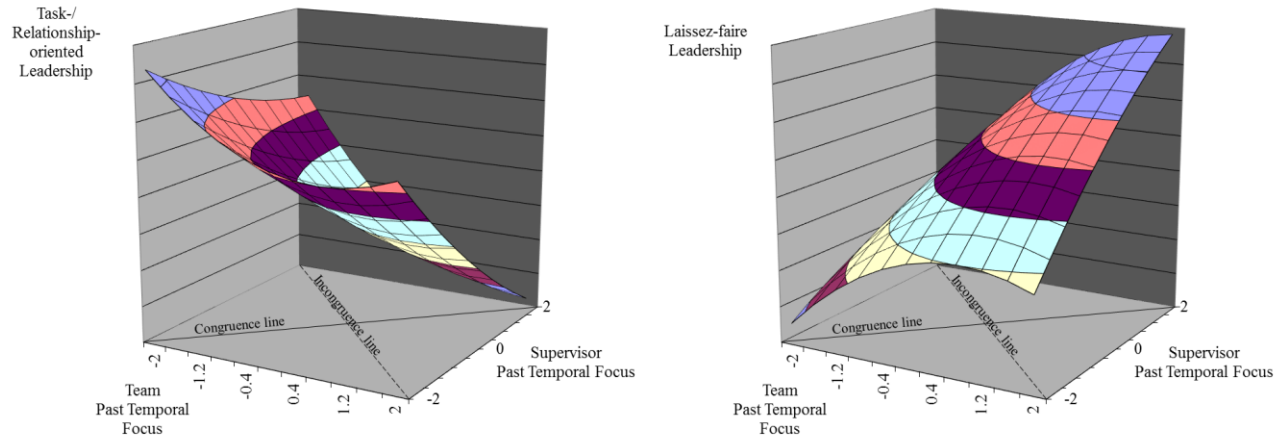 Task-/
Relationship-
oriented
Leadership
Congruence line
Incongruence line
-2
-1.2
-0.4
0.4
1.2
2
-2
0
2
Team
Past Temporal
Focus
Supervisor
Past Temporal Focus
Laissez-faire
Leadership
Congruence line
Incongruence line
-2
-1.2
-0.4
0.4
1.2
2
-2
0
2
Team
Past Temporal
Focus
Supervisor
Past Temporal Focus